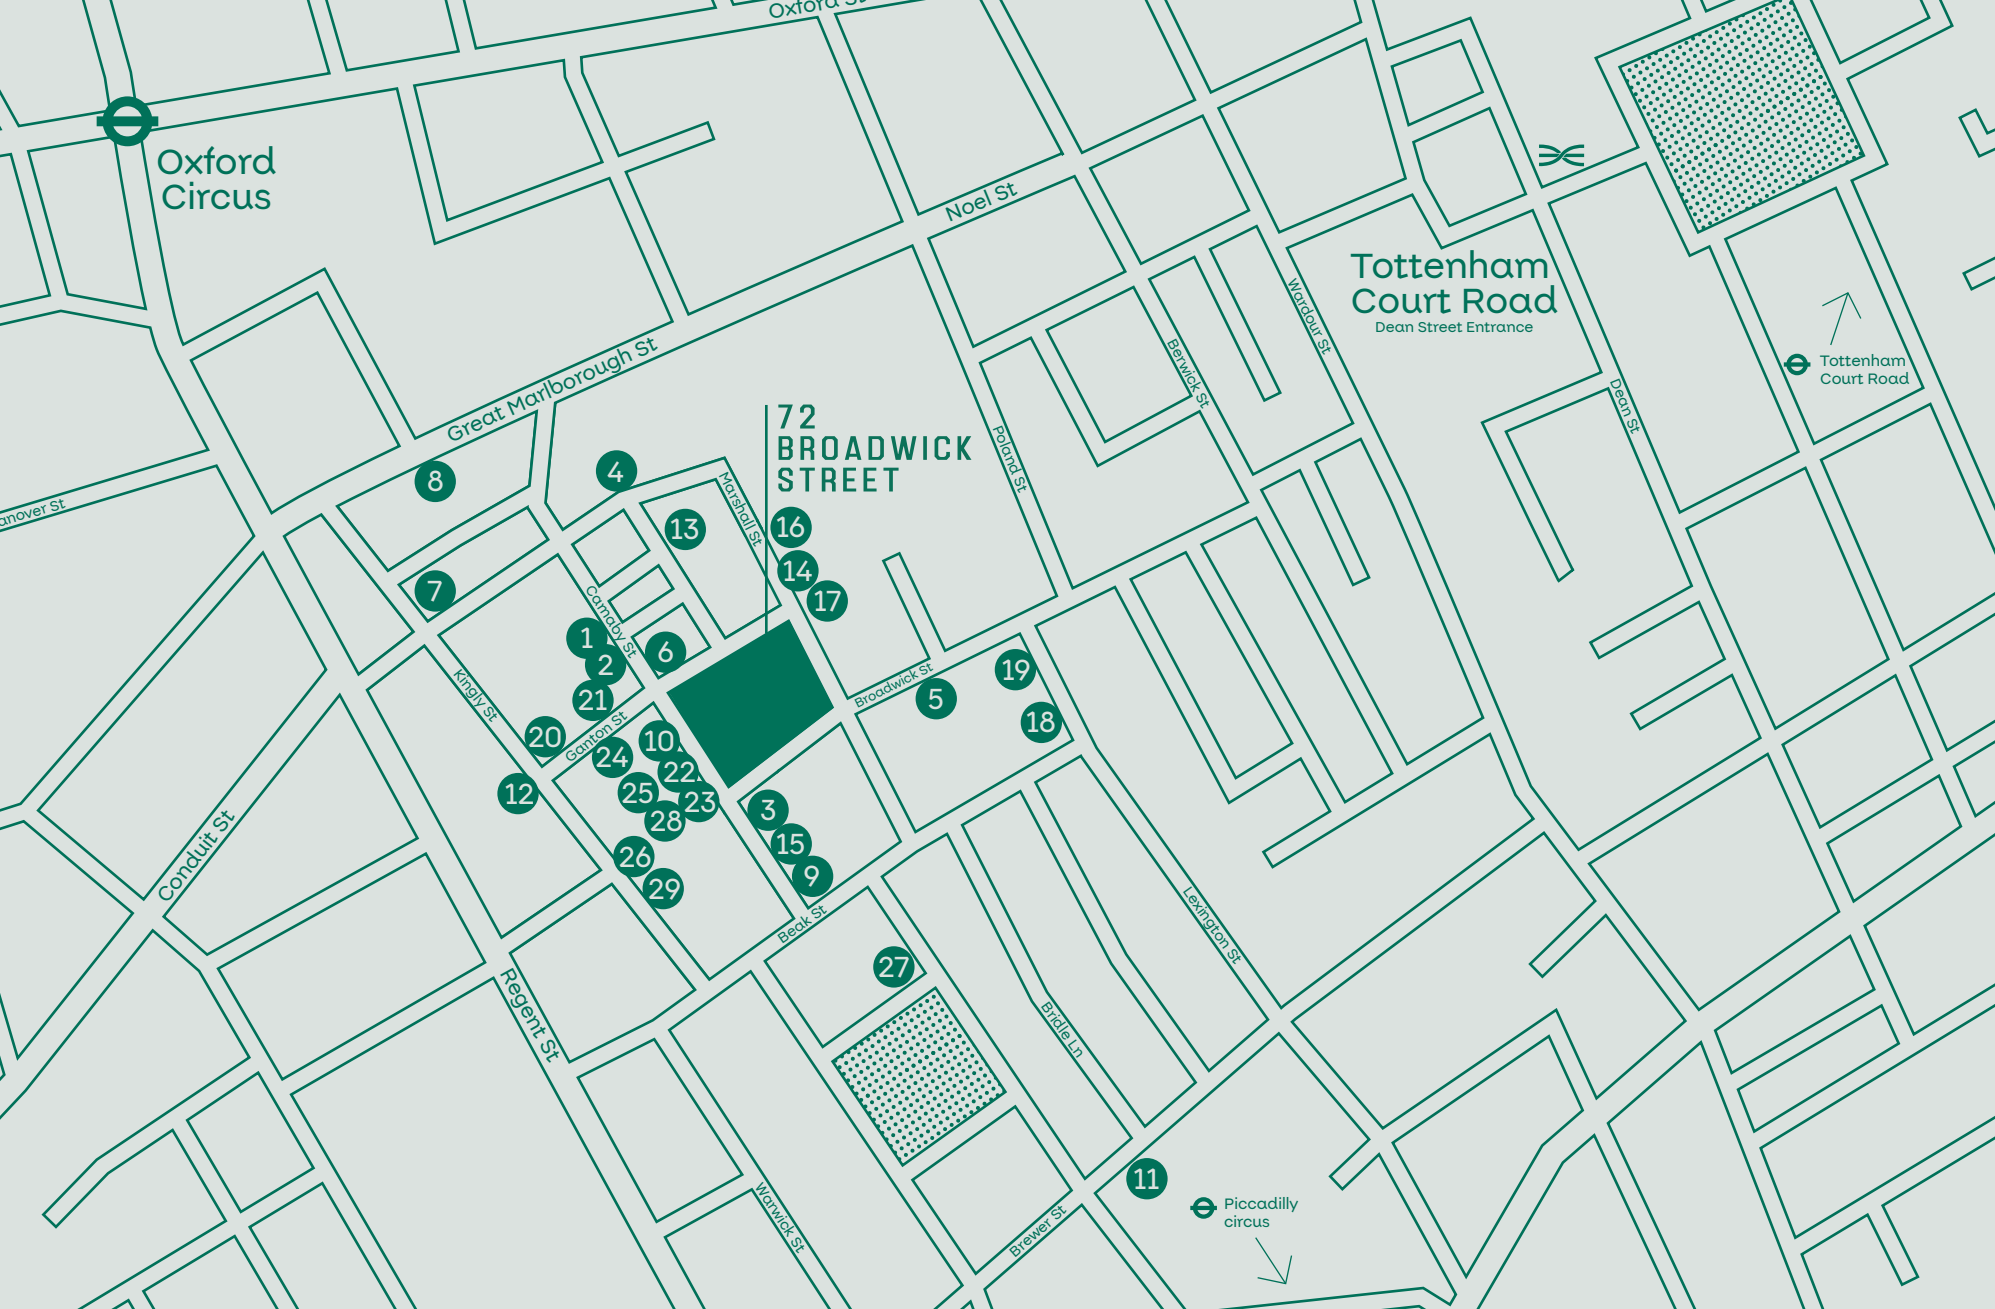 Oxford St
Oxford
Circus
Noel St
Tottenham
Court Road
Dean Street Entrance
Wardour St
Berwick St
Tottenham
Court Road
Dean St
Great Marlborough St
72
BROADWICK
STREET
Poland St
8
4
Marshall St
anover St
13
16
14
17
7
Carnaby St
1
2
6
21
Kingly St
Broadwick St
19
5
18
20
Ganton St
10
24
22
12
25
23
28
3
15
26
9
29
Conduit St
Beak St
Lexington St
27
Regent St
Bridle Ln
11
Warwick St
Brewer St
Piccadilly
circus